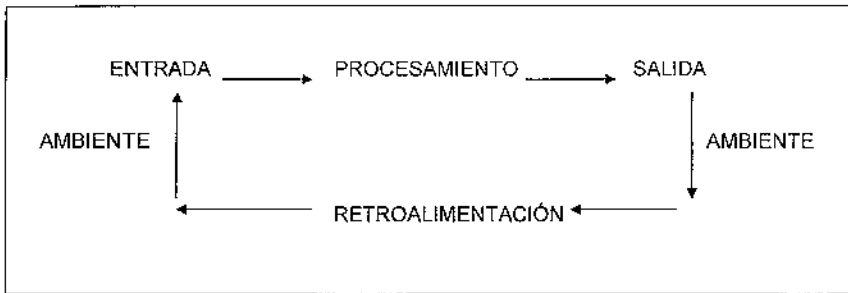 ENTRADA PROCESAMIENTO SALIDA
AMBIENTE AMBIENTE
RETROALIMENTACIÓN